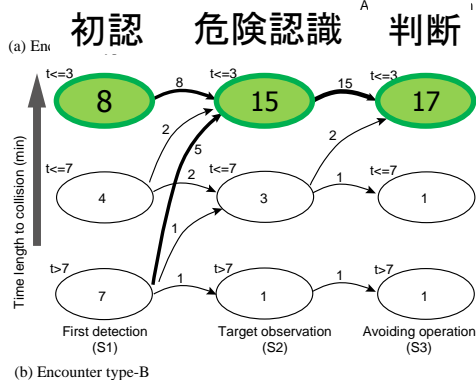 初認 危険認識 判断
(a) En
t<=3 t<=3 t<=3
8 8 15 15 17
2
5
2
t<=7 t<=7 t<=7
4 2 3 1 1
1
t>7 t>7 t>7
7 1 1 1 1
Time length to collision (min)
First detection Target observation Avoiding operation
(S1) (S2) (S3)
(b) Encounter type-B